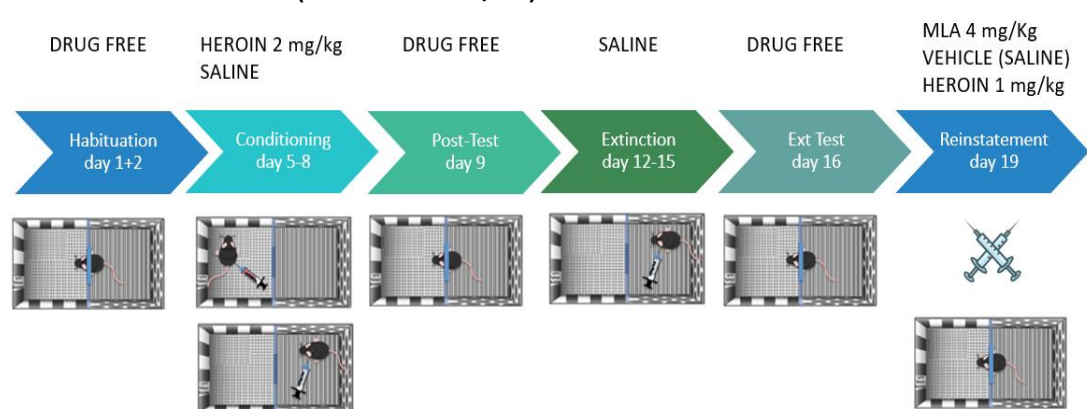 DRUG FREE
HEROIN 2 mg/kg
SALINE
DRUG FREE
SALINE
DRUG FREE
MLA 4 mg/Kg
VEHICLE (SALINE)
HEROIN 1 mg/kg
Habituation
day 1+2
Conditioning
day 5-8
Post-Test
day 9
Extinction
day 12-15
Ext Test
day 16
Reinstatement
day 19